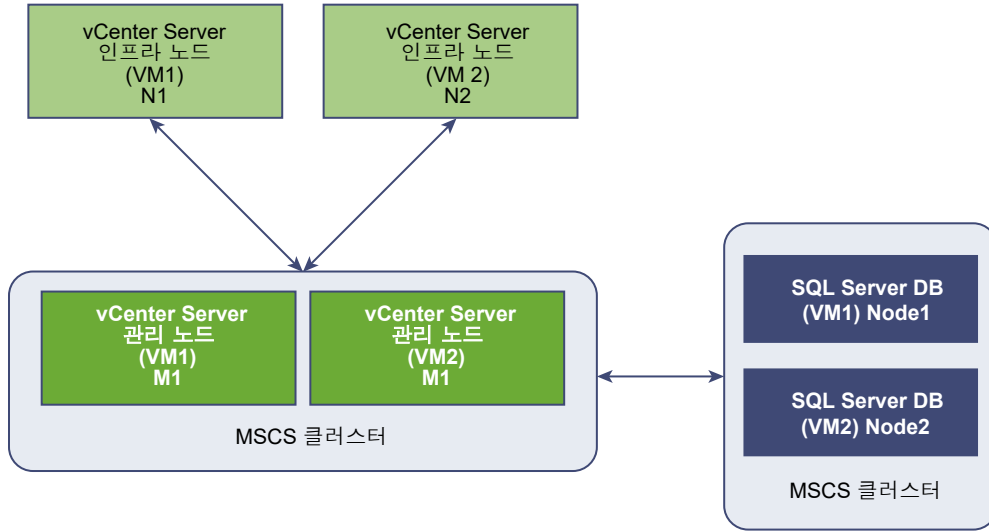 vCenter Server
인프라 노드
(VM1)
N1
vCenter Server
인프라 노드
(VM 2)
N2
vCenter Server
관리 노드
(VM1)
M1
vCenter Server
관리 노드
(VM2)
M1
MSCS 클러스터
SQL Server DB
(VM1) Node1
SQL Server DB
(VM2) Node2
MSCS 클러스터